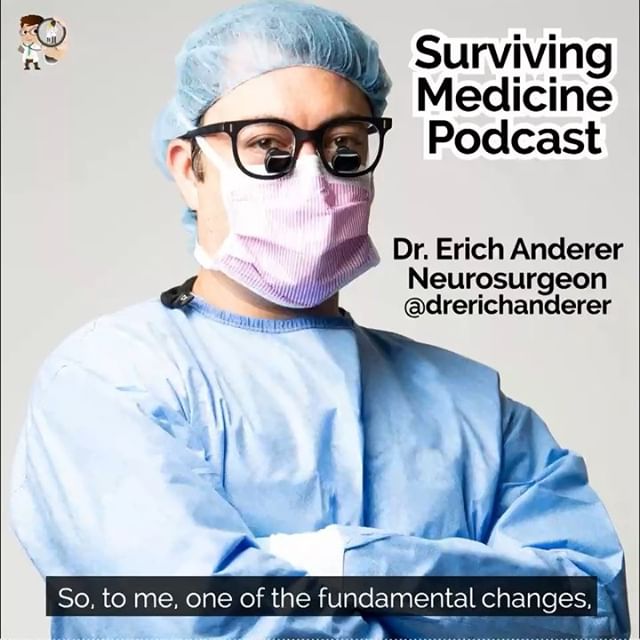 Surviving
Medicine
Podcast
Dr. Erich Anderer
Neurosurgeon
@drerichanderer
So, to me, one of the fundamental changes,